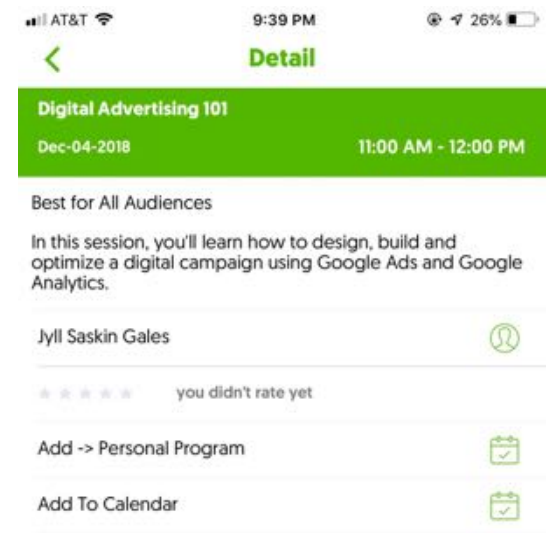 AT&T 9:39 PM 26%
Detail
Digital Advertising 101
Dec-04-2018 11:00 AM - 12:00 PM
Best for All Audiences
In this session, you'll learn how to design, build and
optimize a digital campaign using Google Ads and Google
Analytics.
Jyll Saskin Gales
you didn't rate yet
Add -> Personal Program
Add To Calendar